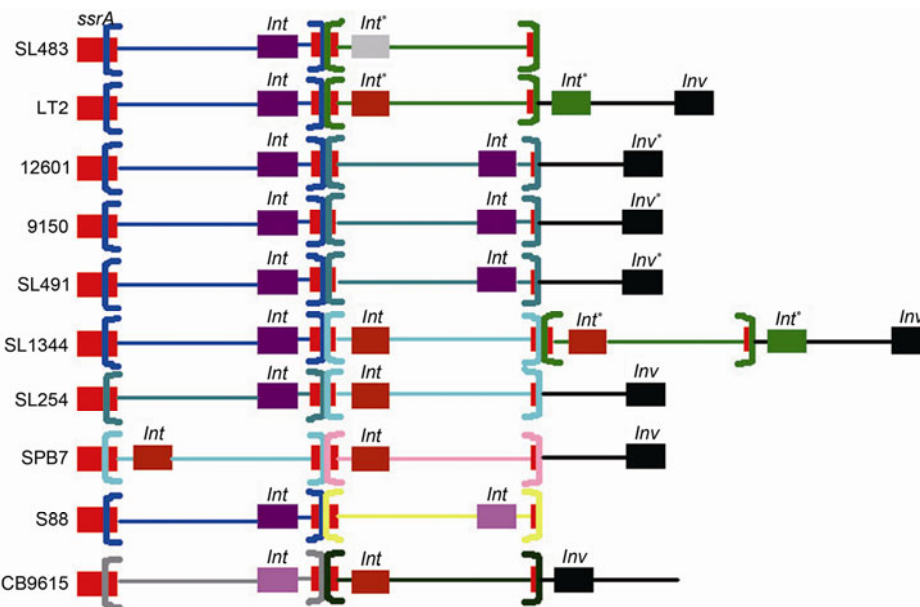 ssrA Int Int*
SL483
Int Int* Int* Inv
LT2
Int Int Inv*
12601
Int Int Inv*
9150
Int Int Inv*
SL491
Int Int Int* Int* Inv
SL1344
Int Int Inv
SL254
Int Int Inv
SPB7
Int Int
S88
Int Int Inv
CB9615